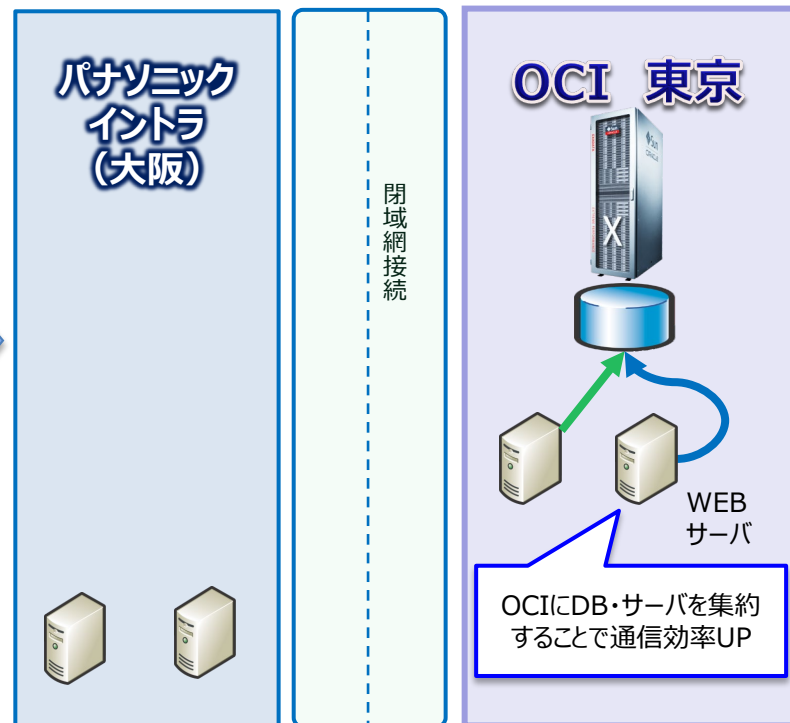 パナソニック
イントラ
（大阪）
閉域網接続
OCI 東京
Sun
ORACLE
X
WEB
サーバ
OCIにDB・サーバを集約
することで通信効率UP